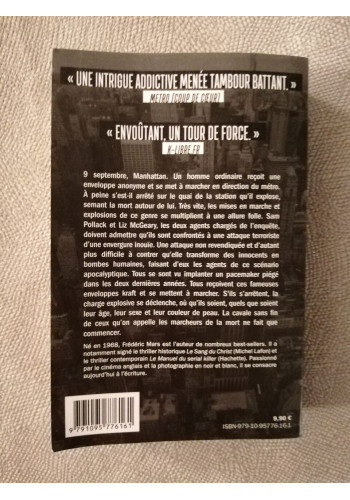 « UNE INTRIGUE ADDICTIVE MENÉE TAMBOUR BATTANT. »
METRO (COUP DE CŒUR)
« ENVOÛTANT, UN TOUR DE FORCE. »
K-LIBRE.FR
9 septembre, Manhattan. Un homme ordinaire reçoit une
enveloppe anonyme et se met à marcher en direction du métro.
À peine s'est-il arrêté sur le quai de la station qu'il explose,
semant la mort autour de lui. Très vite, les mises en marche et
explosions de ce genre se multiplient à une allure folle. Sam
Pollack et Liz McGeary, les deux agents chargés de l'enquête,
doivent admettre qu'ils sont confrontés à une attaque terroriste
d'une envergure inouïe. Une attaque non revendiquée et d'autant
plus difficile à contrer qu'elle transforme des innocents en
bombes humaines, faisant d'eux les agents de ce scénario
apocalyptique. Tous se sont vu implanter un pacemaker piégé
dans les deux dernières années. Tous reçoivent ces fameuses
enveloppes kraft et se mettent à marcher. S'ils s'arrêtent, la
charge explosive se déclenche, où qu'ils soient, quels que soient
leur âge, leur sexe et leur couleur de peau. La cavale sans fin
de ceux qu'on appelle les marcheurs de la mort ne fait que
commencer.
Né en 1968, Frédéric Mars est l'auteur de nombreux best-sellers. Il a
notamment signé le thriller historique Le Sang du Christ (Michel Lafon) et
le thriller contemporain Le Manuel du serial killer (Hachette). Passionné
par le cinéma anglais et la photographie en noir et blanc, il se consacre
aujourd'hui à l'écriture.
9 791095 776161
9,90 €
ISBN 979-10-95776-16-1